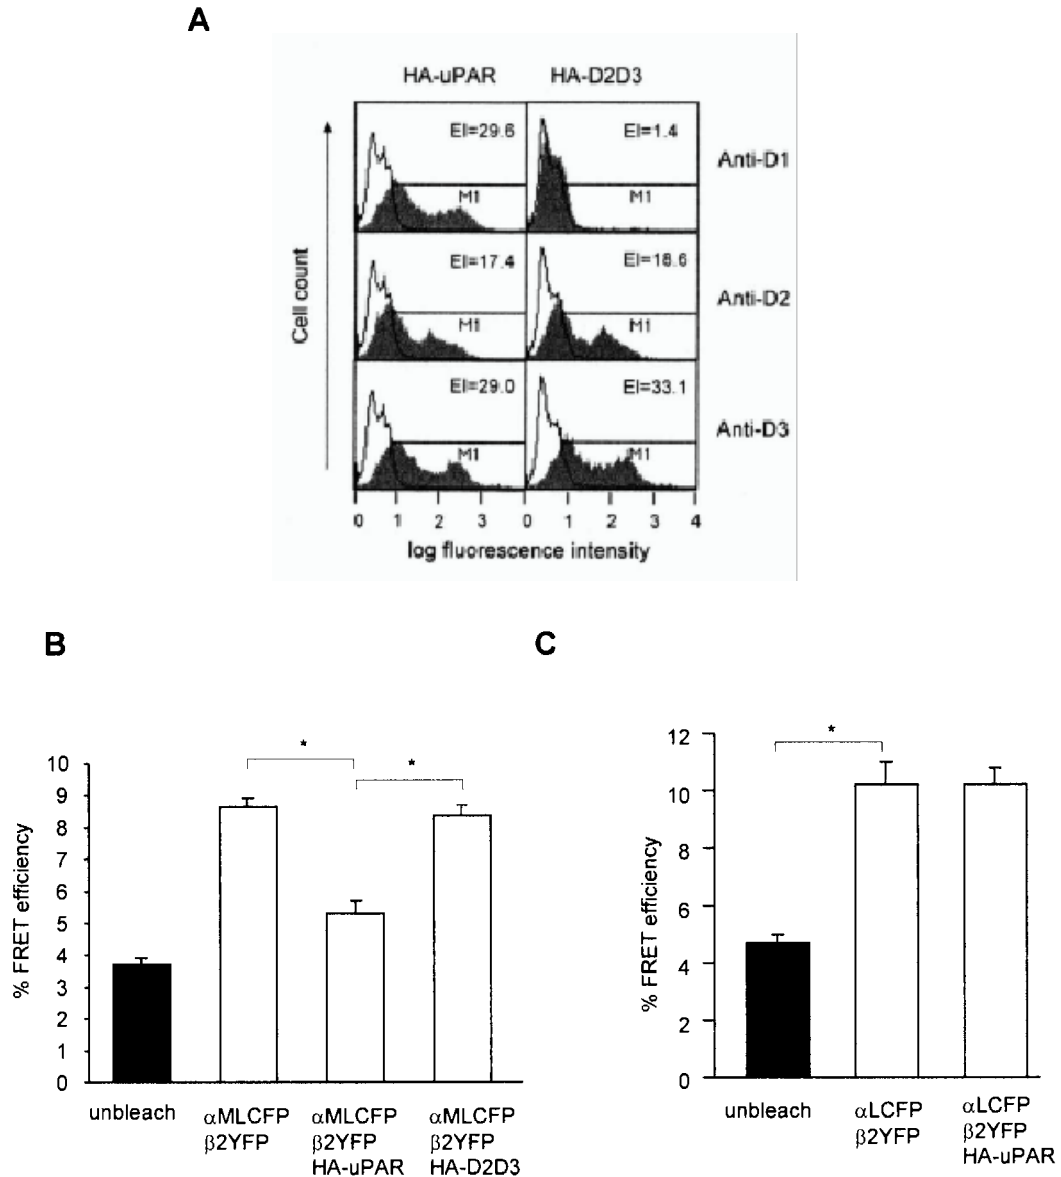 A
HA-uPAR HA-D2D3
EI=29.6 EI=1.4 Anti-D1
M1 M1
EI=17.4 EI=18.6 Anti-D2
M1 M1
EI=29.0 EI=33.1 Anti-D3
M1 M1
Cell count
0 1 2 3 0 1 2 3 4
log fluorescence intensity
B
% FRET efficiency
10
9
8
7
6
5
4
3
2
1
0
* *
unbleach
αMLCFP
β2YFP
αMLCFP
β2YFP
HA-uPAR
αMLCFP
β2YFP
HA-D2D3
C
% FRET efficiency
12
10
8
6
4
2
0
*
unbleach
αLCFP
β2YFP
αLCFP
β2YFP
HA-uPAR